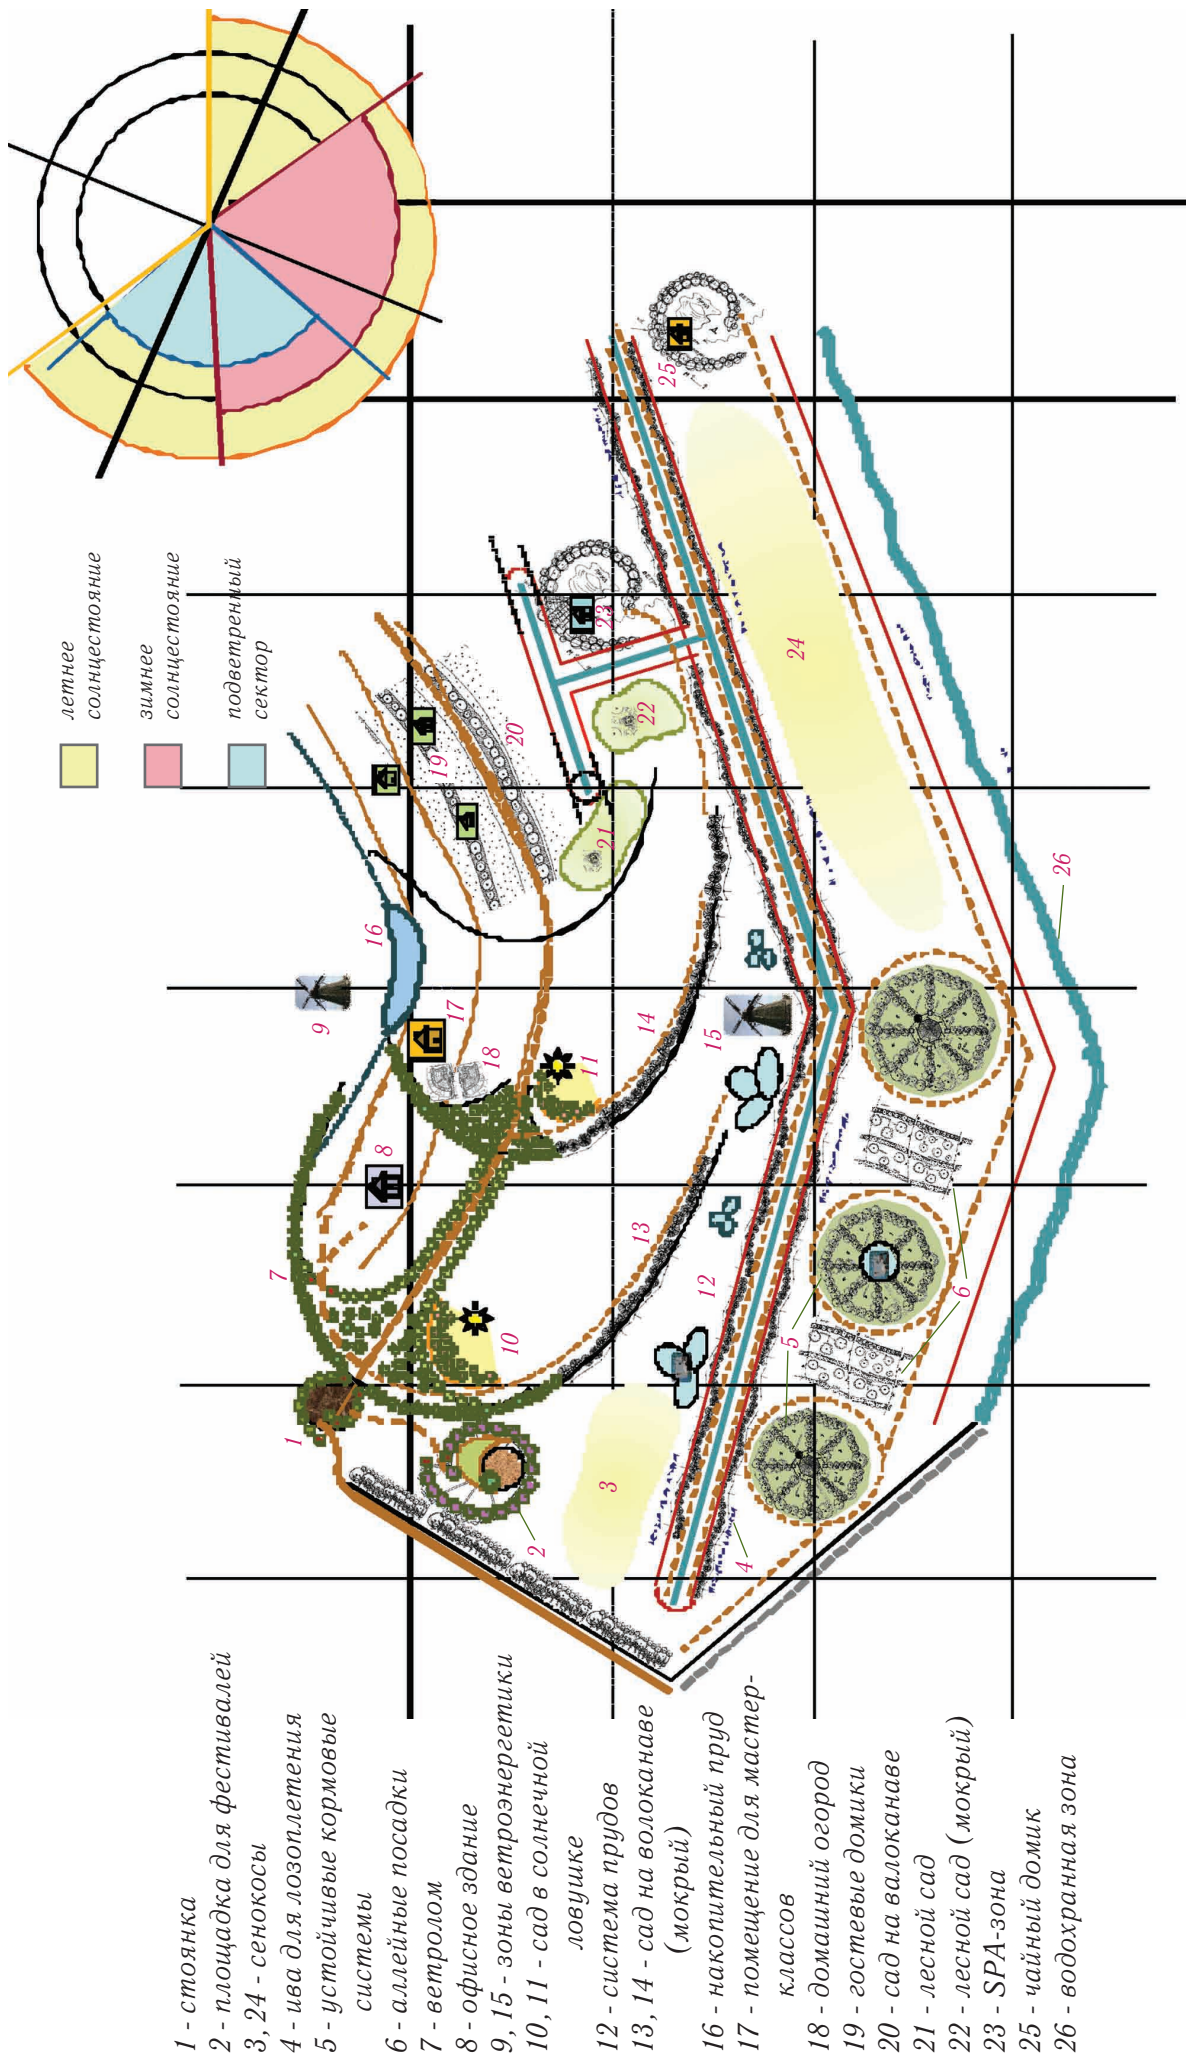 летнее
солнцестояние
зимнее
солнцестояние
подветренный
сектор
1
2
3
4
5
6
7
8
9
10
11
12
13
14
15
16
17
18
19
20
21
22
23
24
25
26
1 - стоянка
2 - площадка для фестивалей
3, 24 - сенокосы
4 - ива для лозоплетения
5 - устойчивые кормовые
системы
6 - аллейные посадки
7 - ветролом
8 - офисное здание
9, 15 - зоны ветроэнергетики
10, 11 - сад в солнечной
ловушке
12 - система прудов
13, 14 - сад на волоканаве
(мокрый)
16 - накопительный пруд
17 - помещение для мастер-
классов
18 - домашний огород
19 - гостевые домики
20 - сад на валоканаве
21 - лесной сад
22 - лесной сад (мокрый)
23 - SPA-зона
25 - чайный домик
26 - водохранная зона